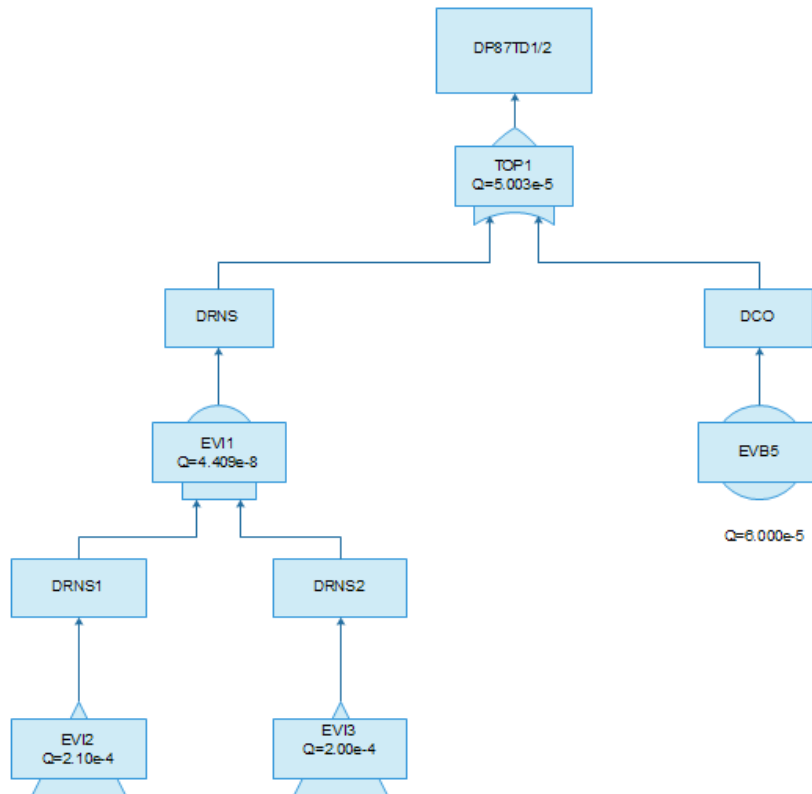 DP87TD1/2
TOP1
Q=5.003e-5
DRNS
DCO
EVI1
Q=4.409e-8
EVB5
Q=6.000e-5
DRNS1
DRNS2
EVI2
Q=2.10e-4
EVI3
Q=2.00e-4